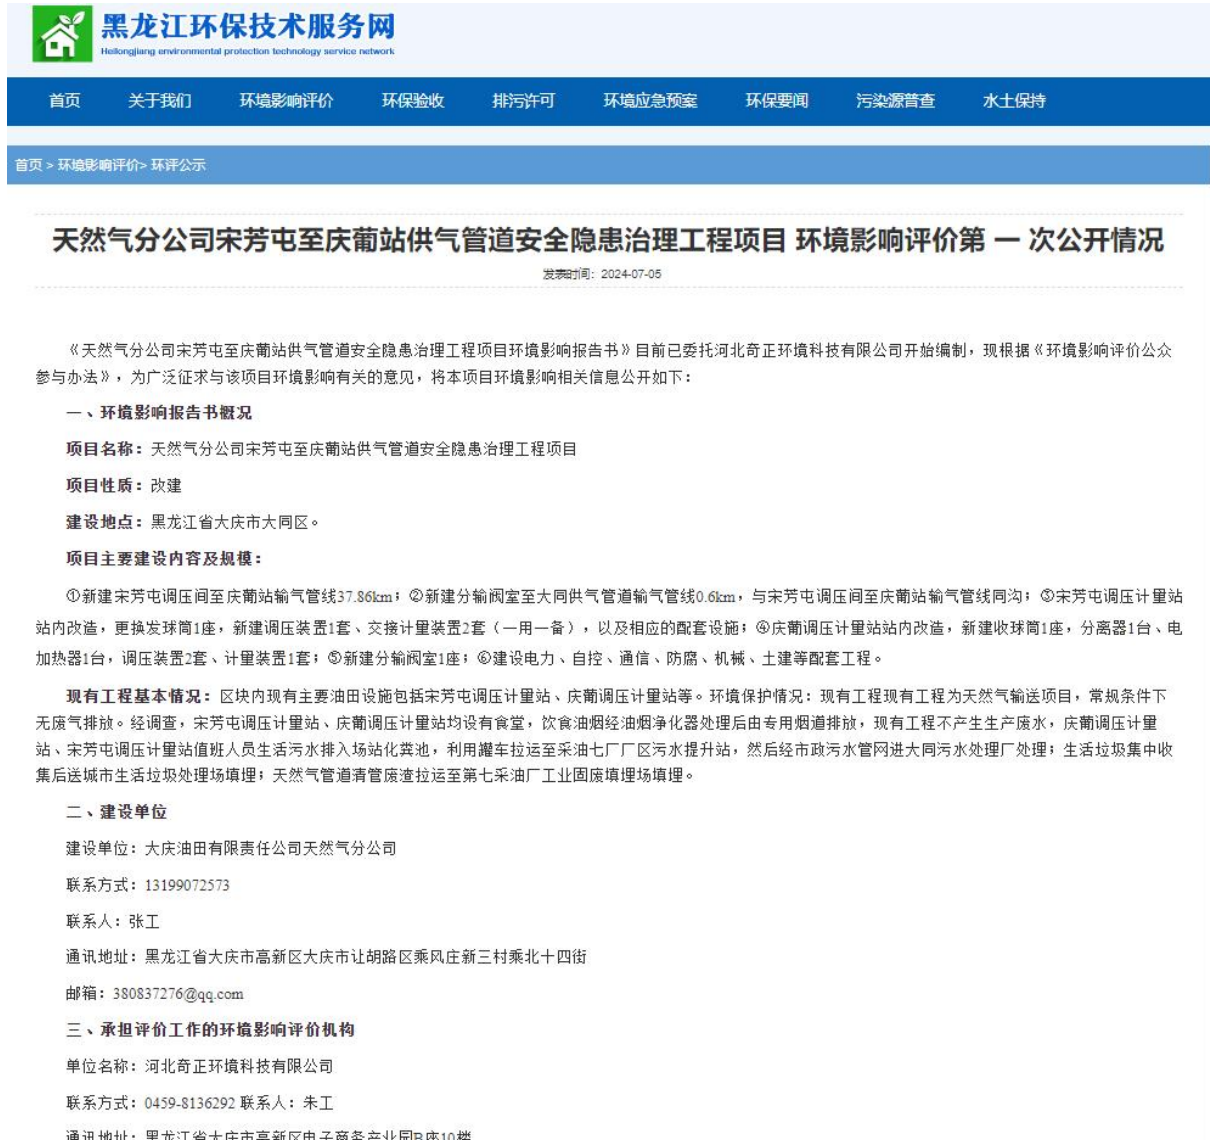 黑龙江环保技术服务网
Heilongjiang environmental protection technology service network
首页 关于我们 环境影响评价 环保验收 排污许可 环境应急预案 环保要闻 污染源普查 水土保持
首页 > 环境影响评价> 环评公示
天然气分公司宋芳屯至庆葡站供气管道安全隐患治理工程项目 环境影响评价第 一 次公开情况
发表时间：2024-07-05
《天然气分公司宋芳屯至庆葡站供气管道安全隐患治理工程项目环境影响报告书》目前已委托河北奇正环境科技有限公司开始编制，现根据《环境影响评价公众
参与办法》，为广泛征求与该项目环境影响有关的意见，将本项目环境影响相关信息公开如下：
一、环境影响报告书概况
项目名称：天然气分公司宋芳屯至庆葡站供气管道安全隐患治理工程项目
项目性质：改建
建设地点：黑龙江省大庆市大同区。
项目主要建设内容及规模：
①新建宋芳屯调压间至庆葡站输气管线37.86km；②新建分输阀室至大同供气管道输气管线0.6km，与宋芳屯调压间至庆葡站输气管线同沟；③宋芳屯调压计量站
站内改造，更换发球筒1座，新建调压装置1套、交接计量装置2套（一用一备），以及相应的配套设施；④庆葡调压计量站站内改造，新建收球筒1座，分离器1台、电
加热器1台，调压装置2套、计量装置1套；⑤新建分输阀室1座；⑥建设电力、自控、通信、防腐、机械、土建等配套工程。
现有工程基本情况：区块内现有主要油田设施包括宋芳屯调压计量站、庆葡调压计量站等。环境保护情况：现有工程现有工程为天然气输送项目，常规条件下
无废气排放。经调查，宋芳屯调压计量站、庆葡调压计量站均设有食堂，饮食油烟经油烟净化器处理后由专用烟道排放，现有工程不产生生产废水，庆葡调压计量
站、宋芳屯调压计量站值班人员生活污水排入场站化粪池，利用罐车拉运至采油七厂厂区污水提升站，然后经市政污水管网进大同污水处理厂处理；生活垃圾集中收
集后送城市生活垃圾处理场填埋；天然气管道清管废渣拉运至第七采油厂工业固废填埋场填埋。
二、建设单位
建设单位：大庆油田有限责任公司天然气分公司
联系方式：13199072573
联系人：张工
通讯地址：黑龙江省大庆市高新区大庆市让胡路区乘风庄新三村乘北十四街
邮箱：380837276@qq.com
三、承担评价工作的环境影响评价机构
单位名称：河北奇正环境科技有限公司
联系方式：0459-8136292 联系人：朱工
通讯地址：黑龙江省大庆市高新区电子商务产业园B座10楼